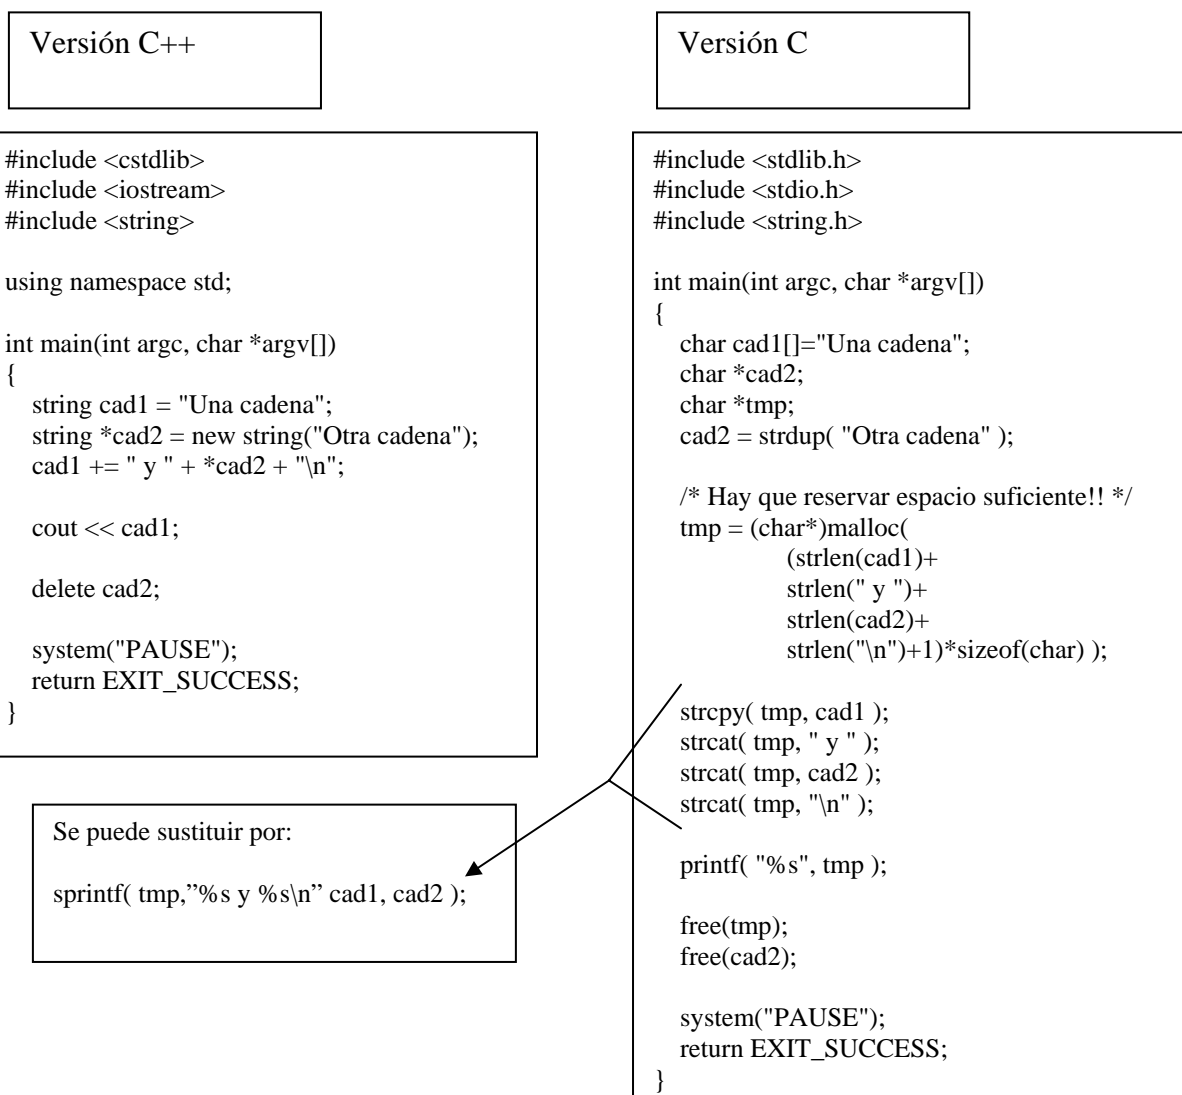 Versión C++
#include <cstdlib>
#include <iostream>
#include <string>
using namespace std;
int main(int argc, char *argv[])
{
string cad1 = "Una cadena";
string *cad2 = new string("Otra cadena");
cad1 += " y " + *cad2 + "\n";
cout << cad1;
delete cad2;
system("PAUSE");
return EXIT_SUCCESS;
}
Se puede sustituir por:
sprintf( tmp,”%s y %s\n” cad1, cad2 );
Versión C
#include <stdlib.h>
#include <stdio.h>
#include <string.h>
int main(int argc, char *argv[])
{
char cad1[]="Una cadena";
char *cad2;
char *tmp;
cad2 = strdup( "Otra cadena" );
/* Hay que reservar espacio suficiente!! */
tmp = (char*)malloc(
(strlen(cad1)+
strlen(" y ")+
strlen(cad2)+
strlen("\n")+1)*sizeof(char) );
strcpy( tmp, cad1 );
strcat( tmp, " y " );
strcat( tmp, cad2 );
strcat( tmp, "\n" );
printf( "%s", tmp );
free(tmp);
free(cad2);
system("PAUSE");
return EXIT_SUCCESS;
}